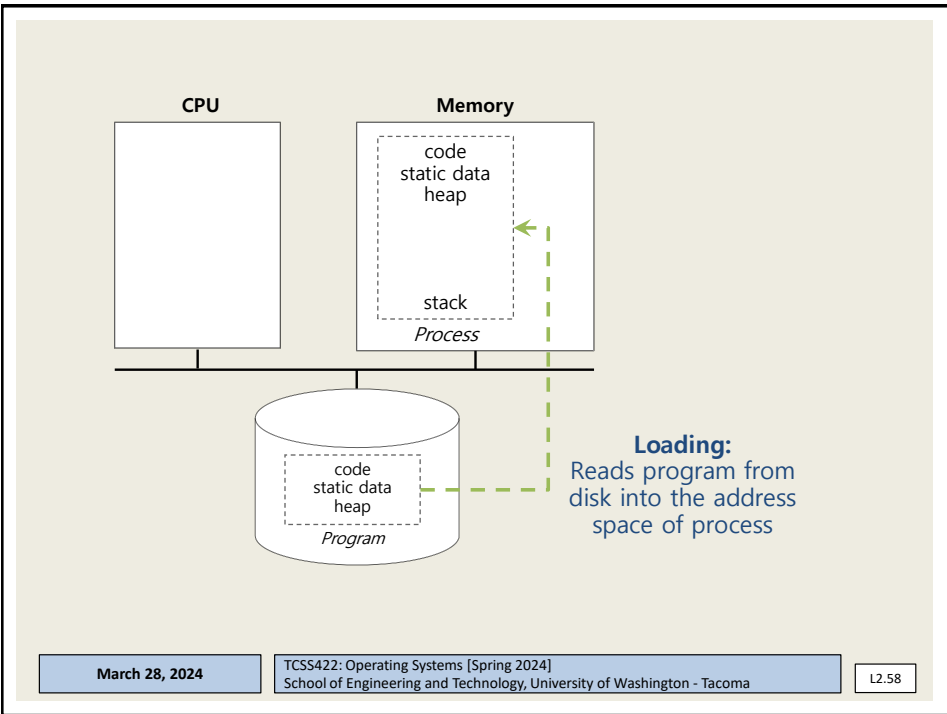 CPU
Memory
code
static data
heap
stack
Process
code
static data
heap
Program
Loading:
Reads program from
disk into the address
space of process
March 28, 2024
TCSS422: Operating Systems [Spring 2024]
School of Engineering and Technology, University of Washington - Tacoma
L2.58